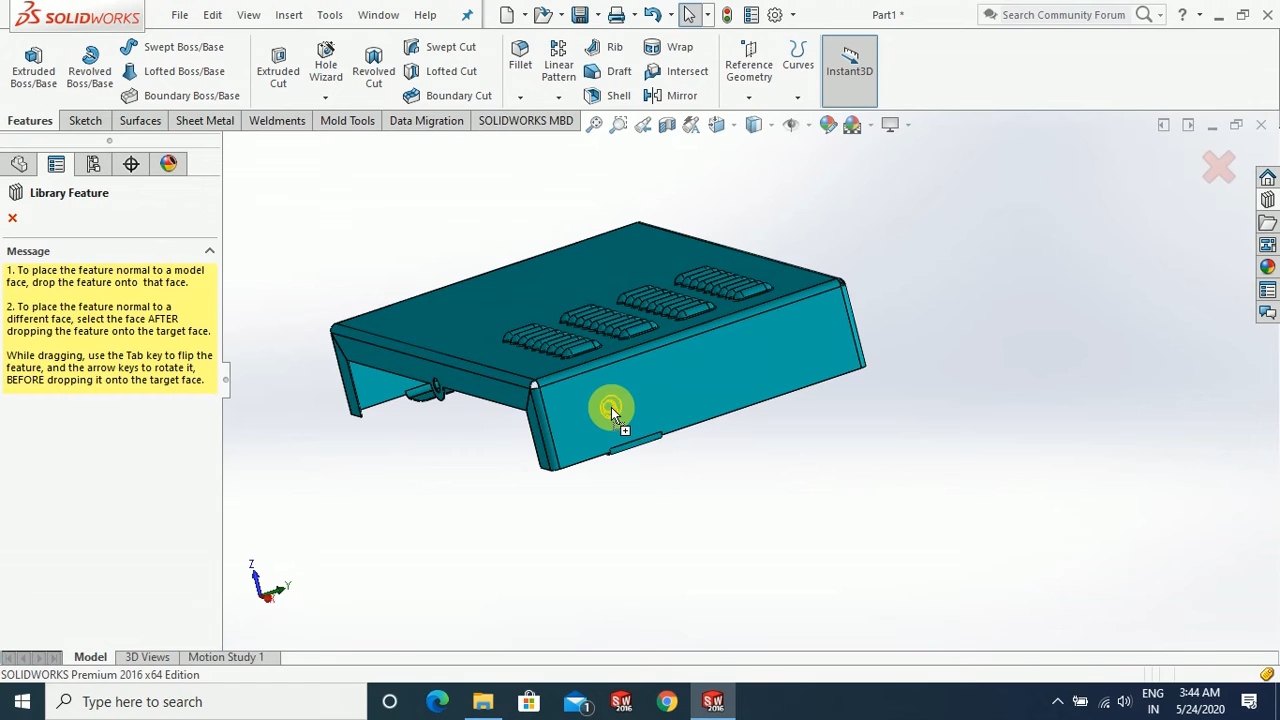 SOLIDWORKS
File
Edit
View
Insert
Tools
Window
Help
Part1 *
Search Community Forum
Extruded
Boss/Base
Revolved
Boss/Base
Swept Boss/Base
Lofted Boss/Base
Boundary Boss/Base
Extruded
Cut
Hole
Wizard
Revolved
Cut
Swept Cut
Lofted Cut
Boundary Cut
Fillet
Linear
Pattern
Rib
Draft
Shell
Wrap
Intersect
Mirror
Reference
Geometry
Curves
Instant3D
Features
Sketch
Surfaces
Sheet Metal
Weldments
Mold Tools
Data Migration
SOLIDWORKS MBD
Library Feature
Message
1. To place the feature normal to a model
face, drop the feature onto that face.
2. To place the feature normal to a
different face, select the face AFTER
dropping the feature onto the target face.
While dragging, use the Tab key to flip the
feature, and the arrow keys to rotate it,
BEFORE dropping it onto the target face.
Z
Y
X
Model
3D Views
Motion Study 1
SOLIDWORKS Premium 2016 x64 Edition
Type here to search
1
SW
2016
SW
2016
ENG
IN
3:44 AM
5/24/2020